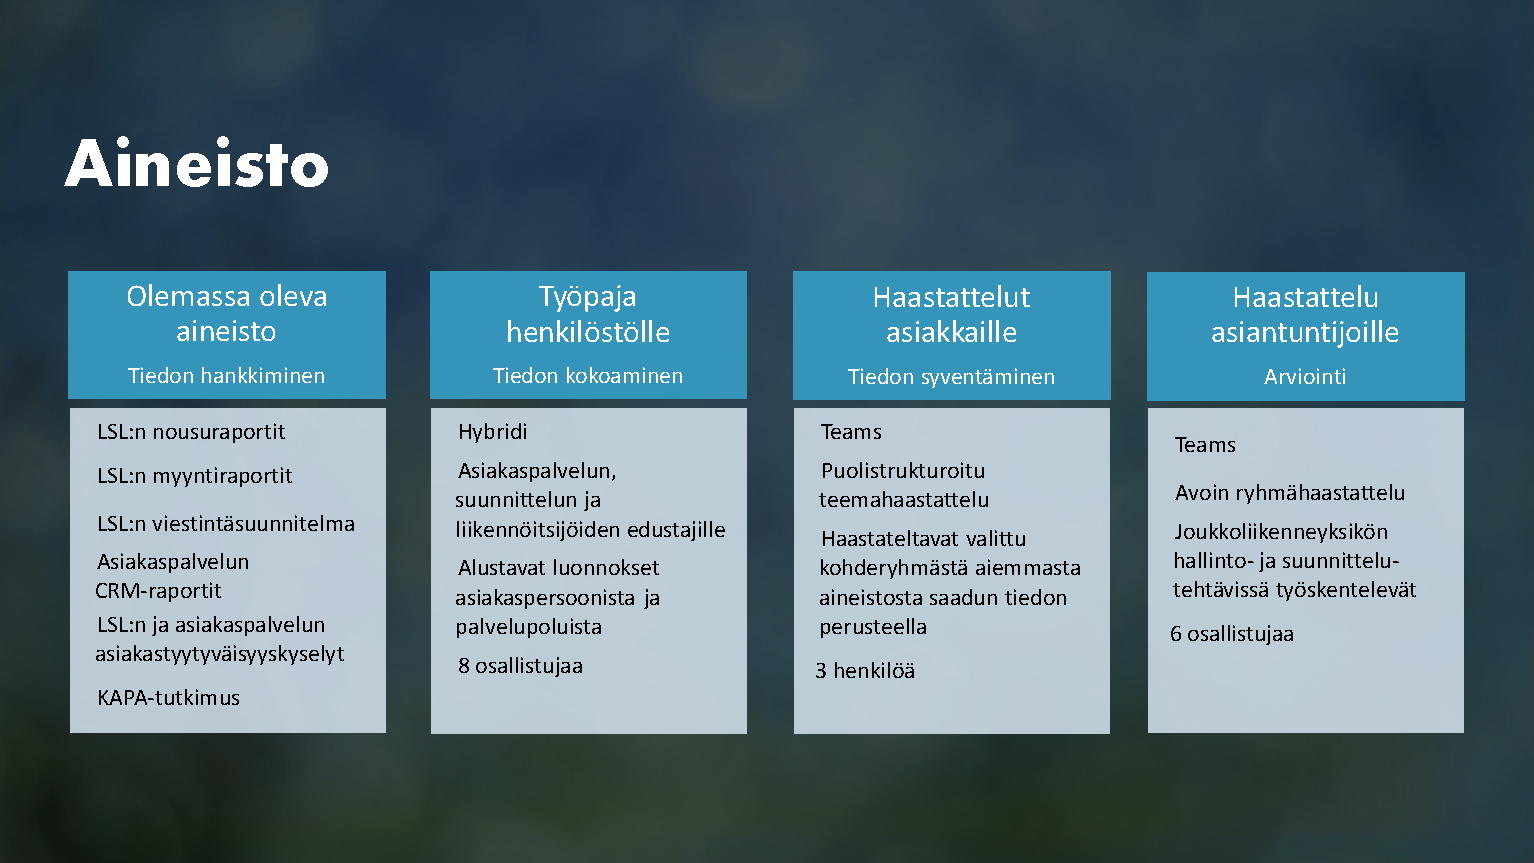 Aineisto
Olemassa oleva
aineisto
Tiedon hankkiminen
LSL:n nousuraportit
LSL:n myyntiraportit
LSL:n viestintäsuunnitelma
Asiakaspalvelun
CRM-raportit
LSL:n ja asiakaspalvelun
asiakastyytyväisyyskyselyt
KAPA-tutkimus
Työpaja
henkilöstölle
Tiedon kokoaminen
Hybridi
Asiakaspalvelun,
suunnittelun ja
liikennöitsijöiden edustajille
Alustavat luonnokset
asiakaspersoonista ja
palvelupoluista
8 osallistujaa
Haastattelut
asiakkaille
Tiedon syventäminen
Teams
Puolistrukturoitu
teemahaastattelu
Haastateltavat valittu
kohderyhmästä aiemmasta
aineistosta saadun tiedon
perusteella
3 henkilöä
Haastattelu
asiantuntijoille
Arviointi
Teams
Avoin ryhmähaastattelu
Joukkoliikenneyksikön
hallinto- ja suunnittelu-
tehtävissä työskentelevät
6 osallistujaa